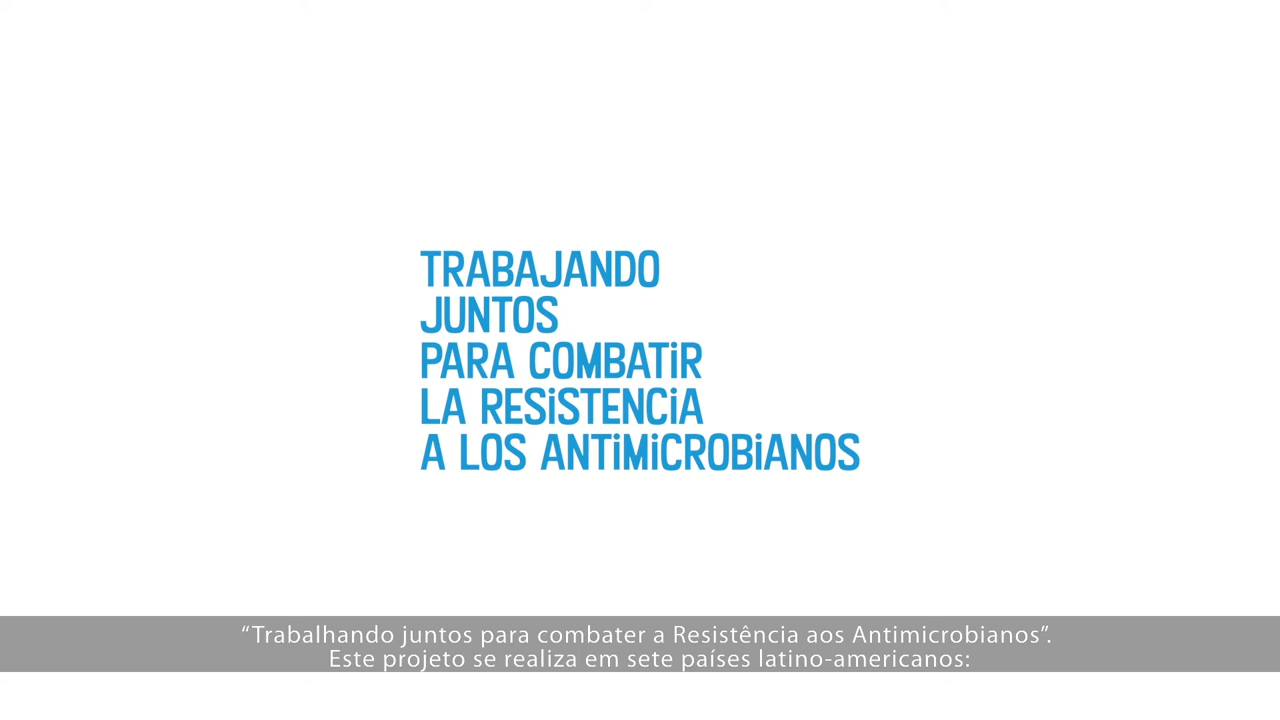 TRABAJANDO
JUNTOS
PARA COMBATiR
LA RESiSTENCiA
A LOS ANTiMiCROBiANOS
“Trabalhando juntos para combater a Resistência aos Antimicrobianos”.
Este projeto se realiza em sete países latino-americanos: